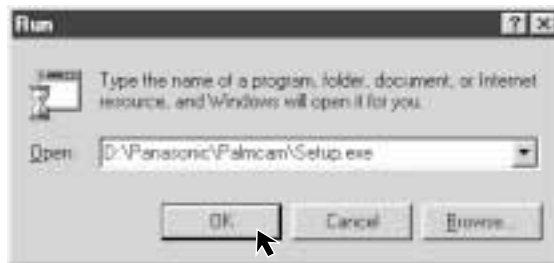 Run
Type the name of a program, folder, document, or Internet
resource, and Windows will open it for you.
Open: D:\Panasonic\Palmcam\Setup.exe
OK Cancel Browse...